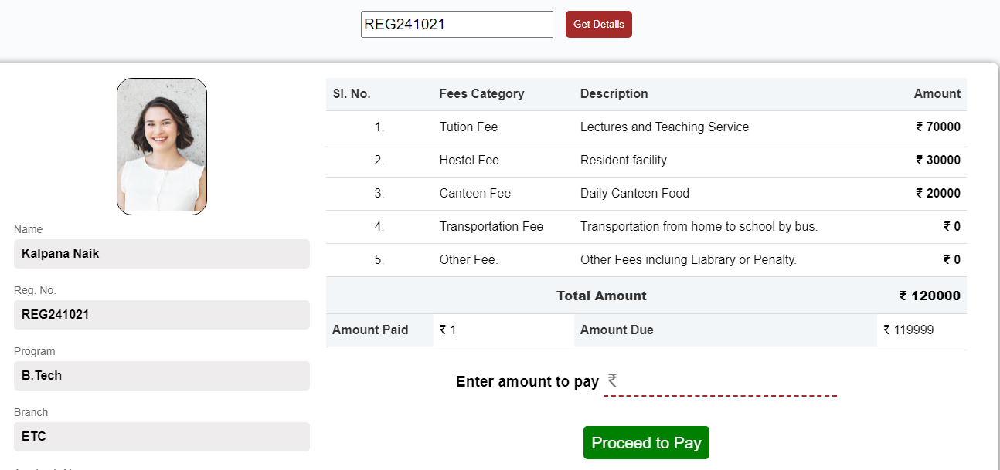 REG241021 Get Details
Name
Kalpana Naik
Reg. No.
REG241021
Program
B.Tech
Branch
ETC
Sl. No. Fees Category Description Amount
1. Tution Fee Lectures and Teaching Service ₹ 70000
2. Hostel Fee Resident facility ₹ 30000
3. Canteen Fee Daily Canteen Food ₹ 20000
4. Transportation Fee Transportation from home to school by bus. ₹ 0
5. Other Fee. Other Fees incluing Liabrary or Penalty. ₹ 0
Total Amount ₹ 120000
Amount Paid ₹ 1 Amount Due ₹ 119999
Enter amount to pay ₹
Proceed to Pay